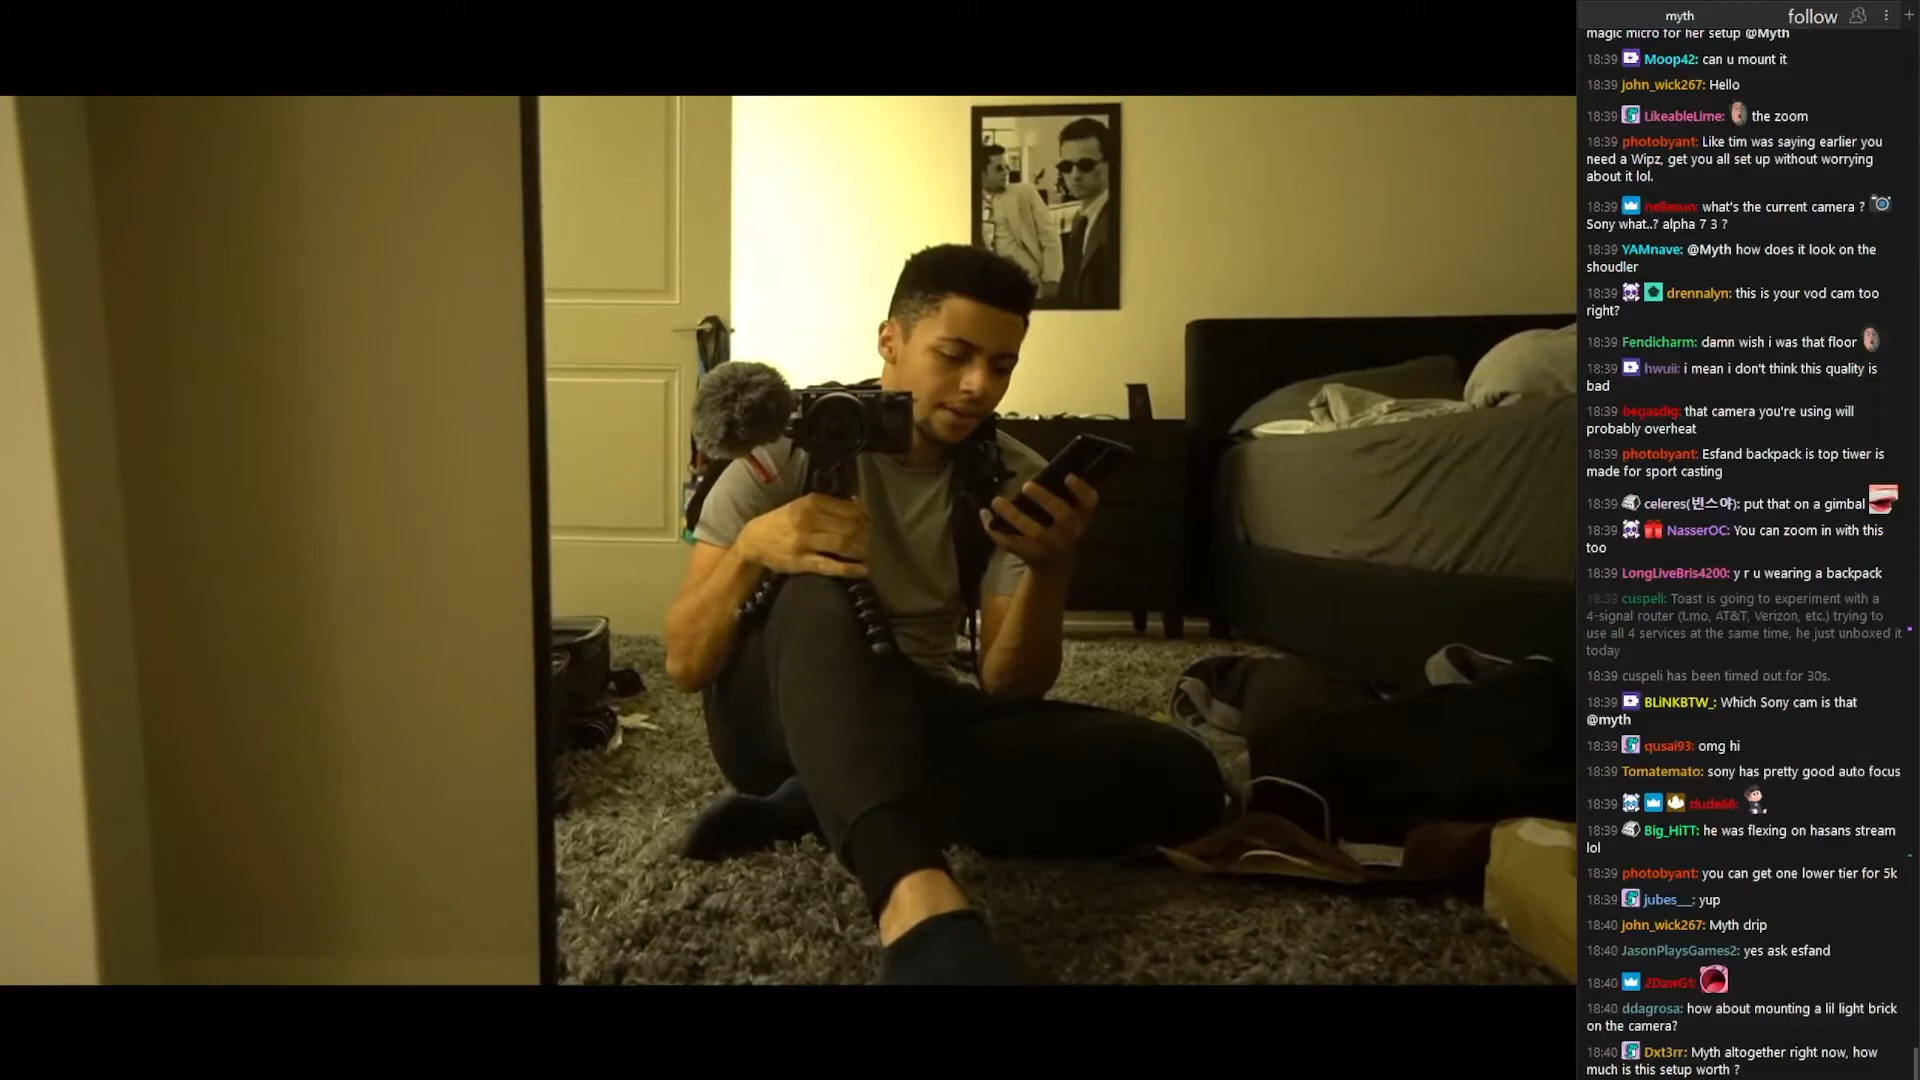 myth
follow
magic micro for her setup @Myth
18:39 Moop42: can u mount it
18:39 john_wick267: Hello
18:39 LikeableLime: the zoom
18:39 photobyant: Like tim was saying earlier you
need a Wipz, get you all set up without worrying
about it lol.
18:39 nellesun: what's the current camera ?
Sony what..? alpha 7 3 ?
18:39 YAMnave: @Myth how does it look on the
shoudler
18:39 drennalyn: this is your vod cam too
right?
18:39 Fendicharm: damn wish i was that floor
18:39 hwuii: i mean i don't think this quality is
bad
18:39 begasdig: that camera you're using will
probably overheat
18:39 photobyant: Esfand backpack is top tiwer is
made for sport casting
18:39 celeres(빈스야): put that on a gimbal
18:39 NasserOC: You can zoom in with this
too
18:39 LongLiveBris4200: y r u wearing a backpack
18:39 cuspeli: Toast is going to experiment with a
4-signal router (t.mo, AT&T, Verizon, etc.) trying to
use all 4 services at the same time, he just unboxed it
today
18:39 cuspeli has been timed out for 30s.
18:39 BLiNKBTW_: Which Sony cam is that
@myth
18:39 qusai93: omg hi
18:39 Tomatemato: sony has pretty good auto focus
18:39 dude66:
18:39 Big_HiTT: he was flexing on hasans stream
lol
18:39 photobyant: you can get one lower tier for 5k
18:39 jubes__: yup
18:40 john_wick267: Myth drip
18:40 JasonPlaysGames2: yes ask esfand
18:40 2DawG1:
18:40 ddagrosa: how about mounting a lil light brick
on the camera?
18:40 Dxt3rr: Myth altogether right now, how
much is this setup worth ?